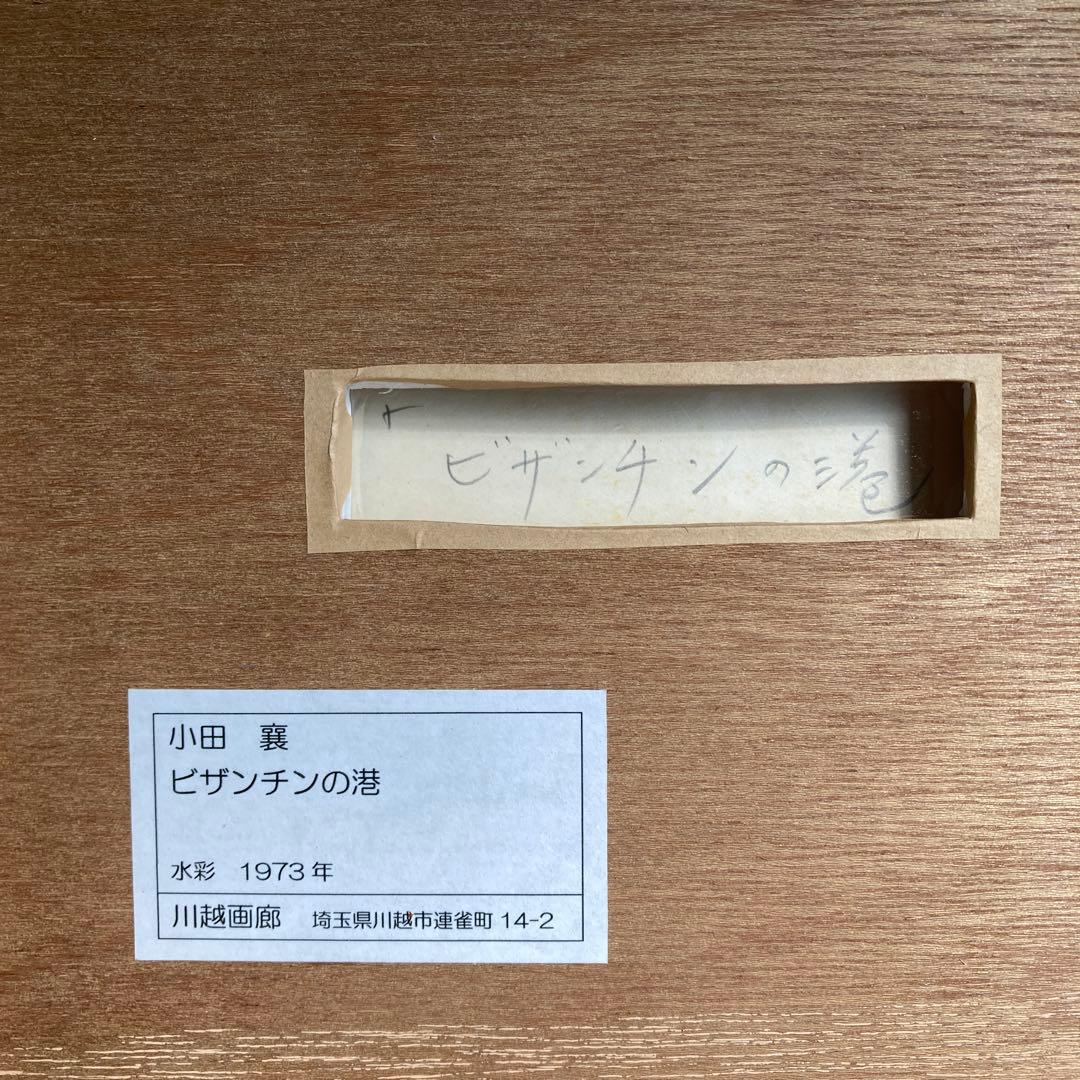 ビザンチンの港
小田　襄
ビザンチンの港
水彩　1973年
川越画廊　埼玉県川越市連雀町 14-2